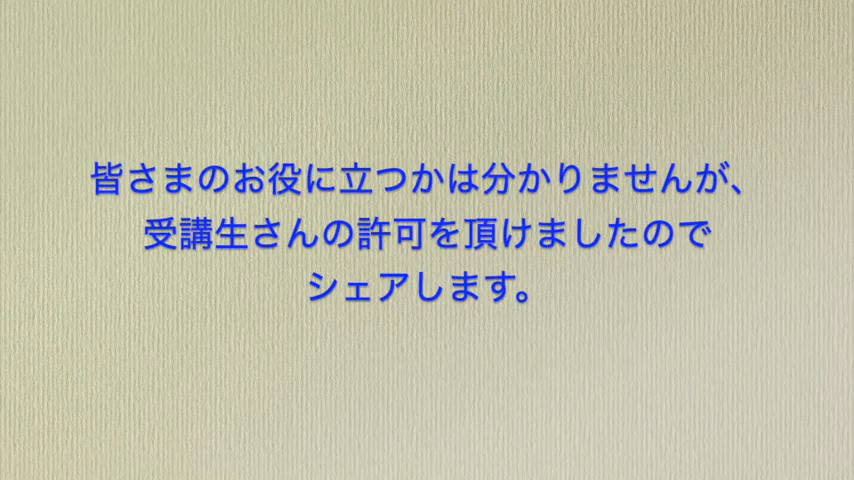 皆さまのお役に立つかは分かりませんが、
受講生さんの許可を頂けましたので
シェアします。